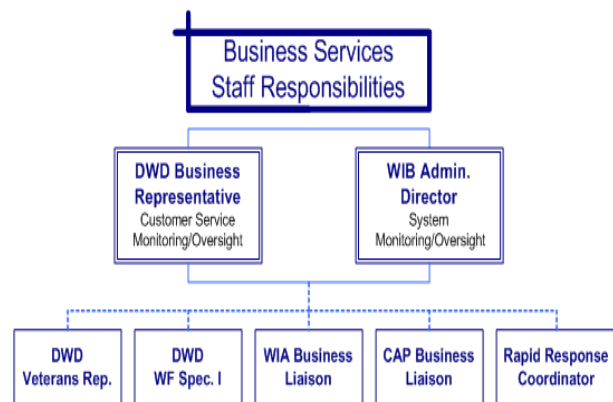 Business Services
Staff Responsibilities
DWD Business
Representative
Customer Service
Monitoring/Oversight
WIB Admin.
Director
System
Monitoring/Oversight
DWD
Veterans Rep.
DWD
WF Spec. I
WIA Business
Liaison
CAP Business
Liaison
Rapid Response
Coordinator